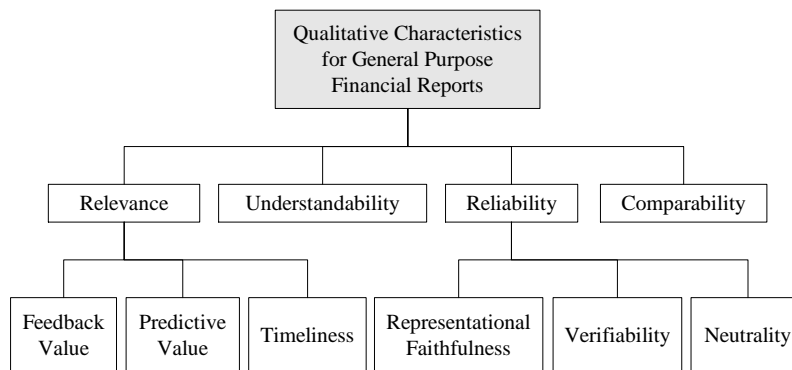 Qualitative Characteristics
for General Purpose
Financial Reports
Relevance
Understandability
Reliability
Comparability
Feedback
Value
Predictive
Value
Timeliness
Representational
Faithfulness
Verifiability
Neutrality